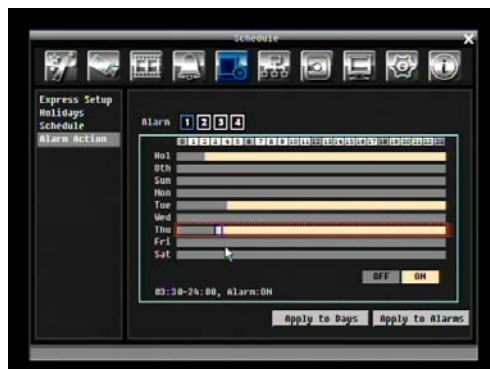 Schedule X
Express Setup
Holidays
Schedule
Alarm Action
Alarm 1 2 3 4
0 1 2 3 4 5 6 7 8 9 10 11 12 13 14 15 16 17 18 19 20 21 22 23
Hol
Oth
Sun
Mon
Tue
Wed
Thu
Fri
Sat
OFF ON
03:30-24:00, Alarm:ON
Apply to Days Apply to Alarms